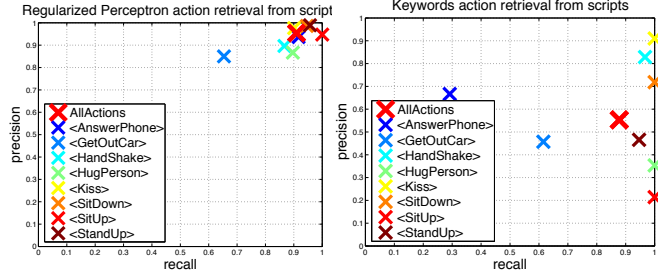 Regularized Perceptron action retrieval from script
1
0.9
0.8
0.7
0.6
0.5
0.4
0.3
0.2
0.1
0
precision
AllActions
<AnswerPhone>
<GetOutCar>
<HandShake>
<HugPerson>
<Kiss>
<SitDown>
<SitUp>
<StandUp>
0 0.1 0.2 0.3 0.4 0.5 0.6 0.7 0.8 0.9 1
recall
Keywords action retrieval from scripts
1
0.9
0.8
0.7
0.6
0.5
0.4
0.3
0.2
0.1
0
precision
AllActions
<AnswerPhone>
<GetOutCar>
<HandShake>
<HugPerson>
<Kiss>
<SitDown>
<SitUp>
<StandUp>
0 0.1 0.2 0.3 0.4 0.5 0.6 0.7 0.8 0.9 1
recall